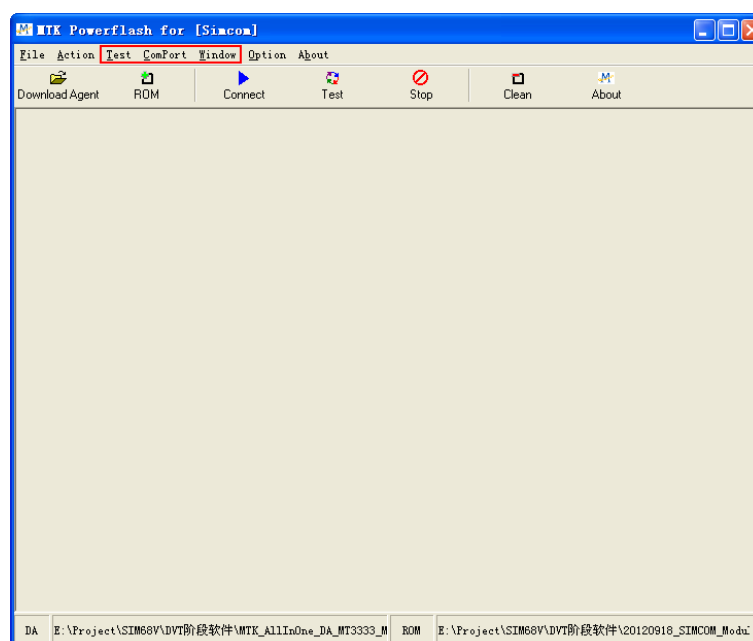 MTK Powerflash for [Simcom]
File Action Test ComPort Window Option About
Download Agent ROM Connect Test Stop Clean About
DA E:\Project\SIM68V\DVT阶段软件\MTK_AllInOne_DA_MT3333_M ROM E:\Project\SIM68V\DVT阶段软件\20120918_SIMCOM_Modu